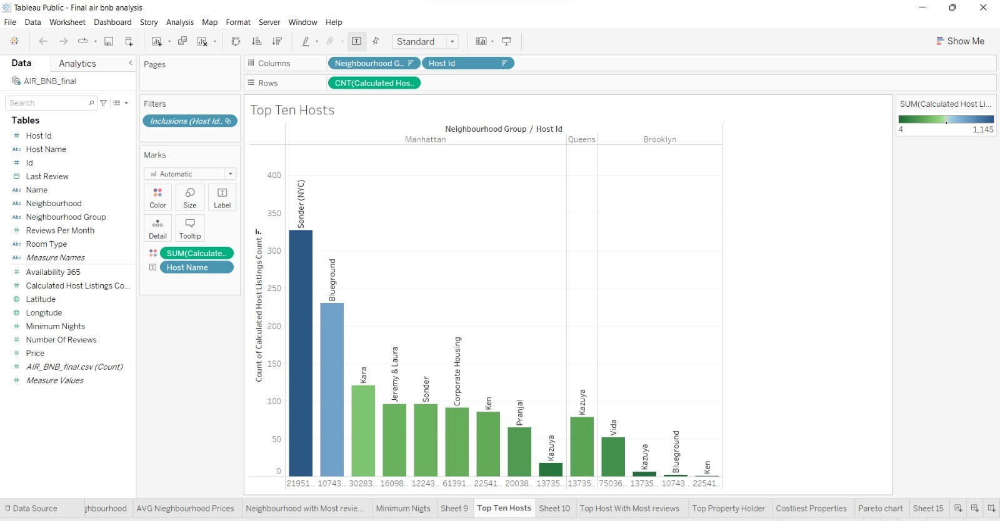 Tableau Public - Final air bnb analysis
File Data Worksheet Dashboard Story Analysis Map Format Server Window Help
Standard
Show Me
Data Analytics
AIR_BNB_final
Search
Tables
Host Id
Abc Host Name
Id
Last Review
Abc Name
Abc Neighbourhood
Abc Neighbourhood Group
Reviews Per Month
Abc Room Type
Abc Measure Names
Availability 365
Calculated Host Listings Co...
Latitude
Longitude
Minimum Nights
Number Of Reviews
Price
AIR_BNB_final.csv (Count)
Measure Values
Pages
Filters
Inclusions (Host Id..
Marks
Automatic
Color Size Label
Detail Tooltip
SUM(Calculate..
Host Name
Columns Neighbourhood G.. Host Id
Rows CNT(Calculated Hos..
Top Ten Hosts
Neighbourhood Group / Host Id
Manhattan Queens Brooklyn
Count of Calculated Host Listings Count
400
350
300
250
200
150
100
50
0
Sonder (NYC)
Blueground
Kara
Jeremy & Laura
Sonder
Corporate Housing
Ken
Pranjal
Kazuya
Kazuya
Vida
Kazuya
Blueground
Ken
21951.. 10743.. 30283.. 16098.. 12243.. 61391.. 22541.. 20038.. 13735.. 13735.. 75036.. 13735.. 10743.. 22541..
SUM(Calculated Host Li...
4 1,145
Data Source ghbourhood AVG Nieghbourhood Prices Neighbourhood with Most revie... Minimum Nigts Sheet 9 Top Ten Hosts Sheet 10 Top Host With Most reviews Top Property Holder Costliest Properties Pareto chart Sheet 15